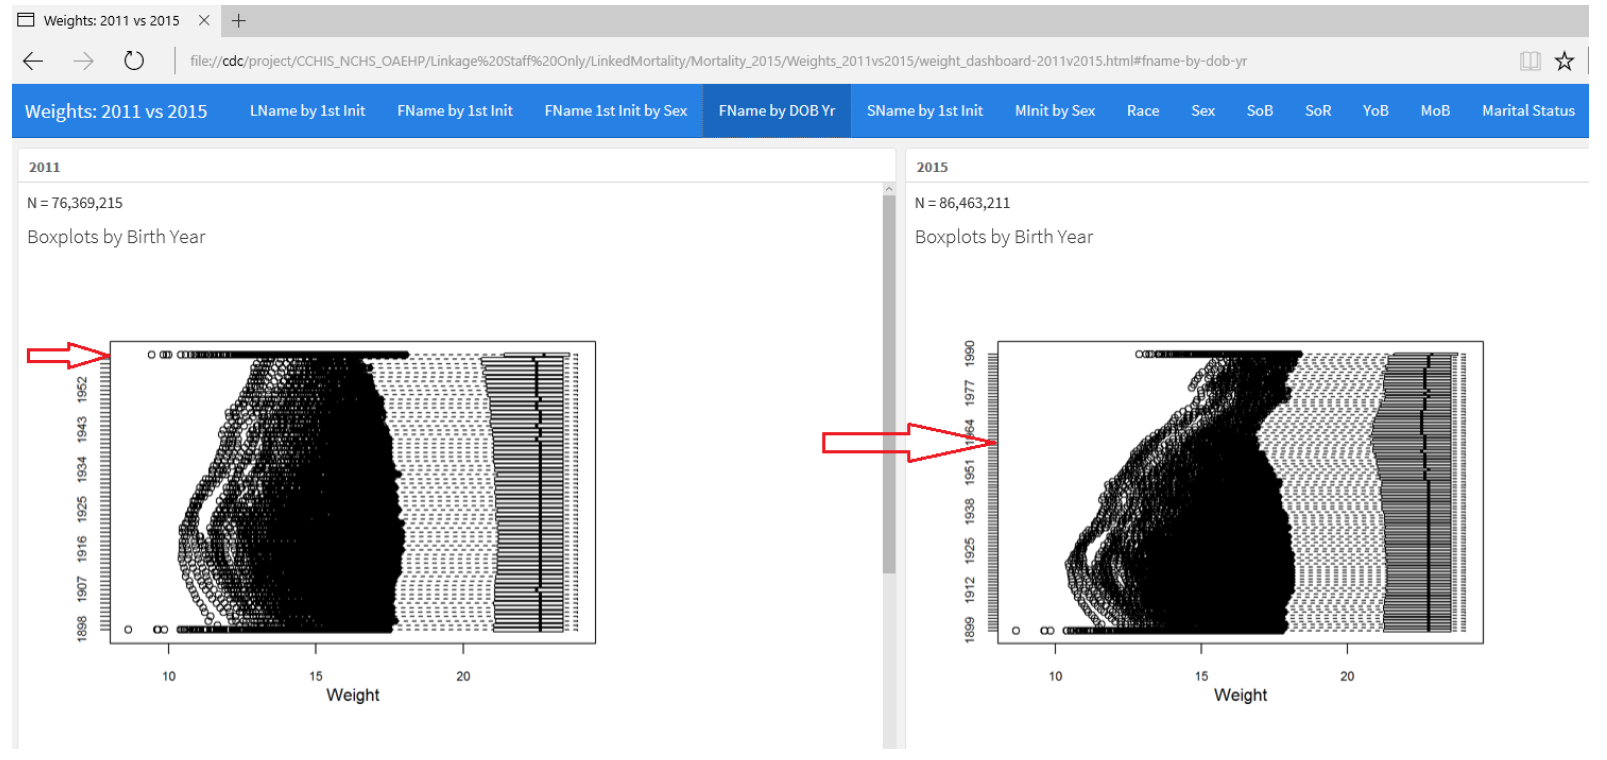 Weights: 2011 vs 2015
file://cdc/project/CCHIS_NCHS_OAEHP/Linkage%20Staff%20Only/LinkedMortality/Mortality_2015/Weights_2011vs2015/weight_dashboard-2011v2015.html#fname-by-dob-yr
Weights: 2011 vs 2015 LName by 1st Init FName by 1st Init FName 1st Init by Sex FName by DOB Yr SName by 1st Init MInit by Sex Race Sex SoB SoR YoB MoB Marital Status
2011
N = 76,369,215
Boxplots by Birth Year
1952
1943
1934
1925
1916
1907
1898
10 15 20
Weight
2015
N = 86,463,211
Boxplots by Birth Year
1990
1977
1964
1951
1938
1925
1912
1899
10 15 20
Weight